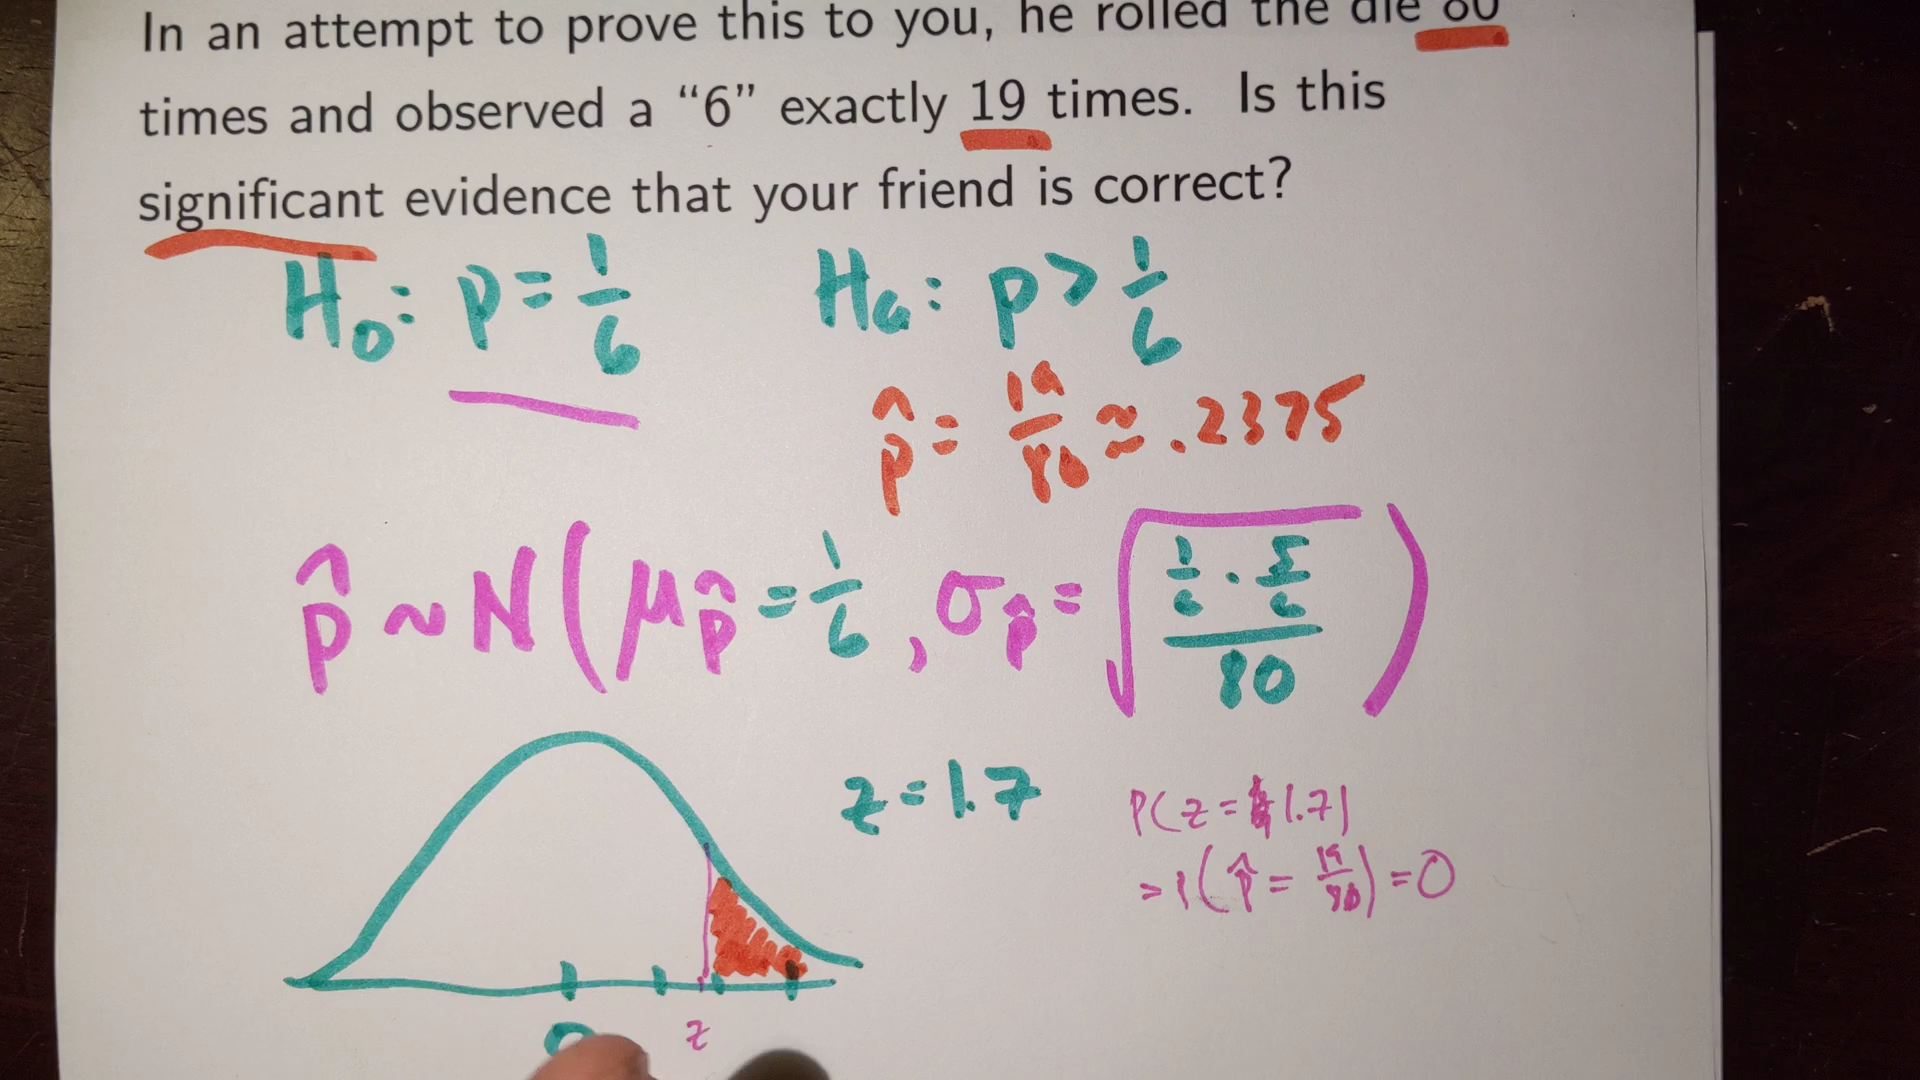 In an attempt to prove this to you, he rolled the die 80
times and observed a “6” exactly 19 times. Is this
significant evidence that your friend is correct?
H₀: p = 1/6 Hₐ: p > 1/6
p̂ = 19/80 ≈ .2375
p̂ ~ N(μp̂ = 1/6, σp̂ = √(1/6 · 5/6 / 80))
z = 1.7
P(z = 1.7)
= P(p̂ = 19/80) = 0
0 z